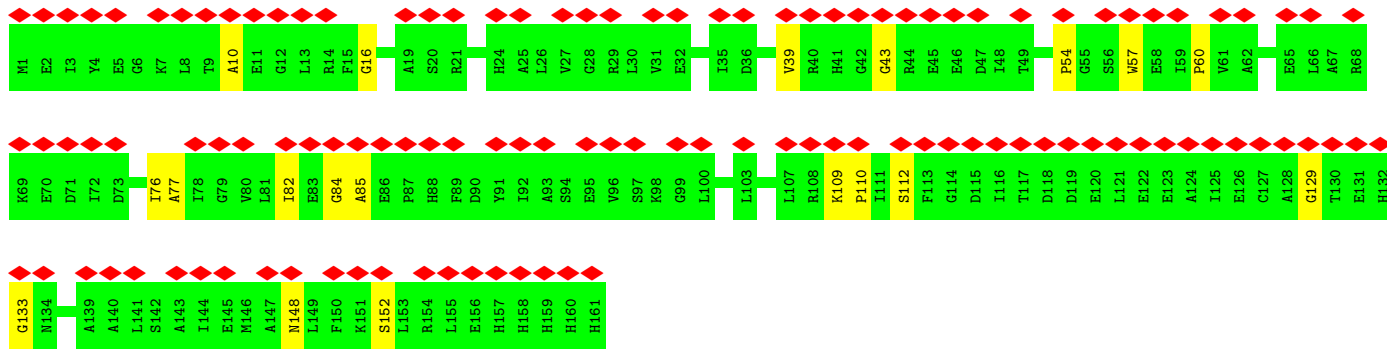 M1 E2 I3 Y4 E5 G6 K7 L8 T9 A10 E11 G12 L13 R14 F15 G16 A19 S20 R21 H24 A25 L26 V27 G28 R29 L30 V31 E32 I35 D36 V39 R40 H41 G42 G43 R44 E45 E46 D47 I48 T49 P54 G55 S56 W57 E58 I59 P60 V61 A62 E65 L66 A67 R68
K69 E70 D71 I72 D73 I76 A77 I78 G79 V80 L81 I82 E83 G84 A85 E86 P87 H88 F89 D90 Y91 I92 A93 S94 E95 V96 S97 K98 G99 L100 L103 L107 R108 K109 P110 I111 S112 F113 G114 D115 I116 T117 D118 D119 E120 L121 E122 E123 A124 I125 E126 C127 A128 G129 T130 E131 H132
G133 N134 A139 A140 L141 S142 A143 I144 E145 M146 A147 N148 L149 F150 K151 S152 L153 R154 L155 E156 H157 H158 H159 H160 H161